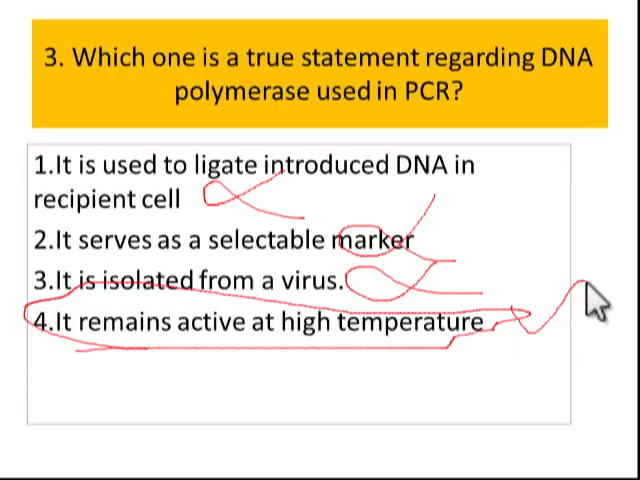 3. Which one is a true statement regarding DNA
polymerase used in PCR?
1.It is used to ligate introduced DNA in
recipient cell
2.It serves as a selectable marker
3.It is isolated from a virus.
4.It remains active at high temperature